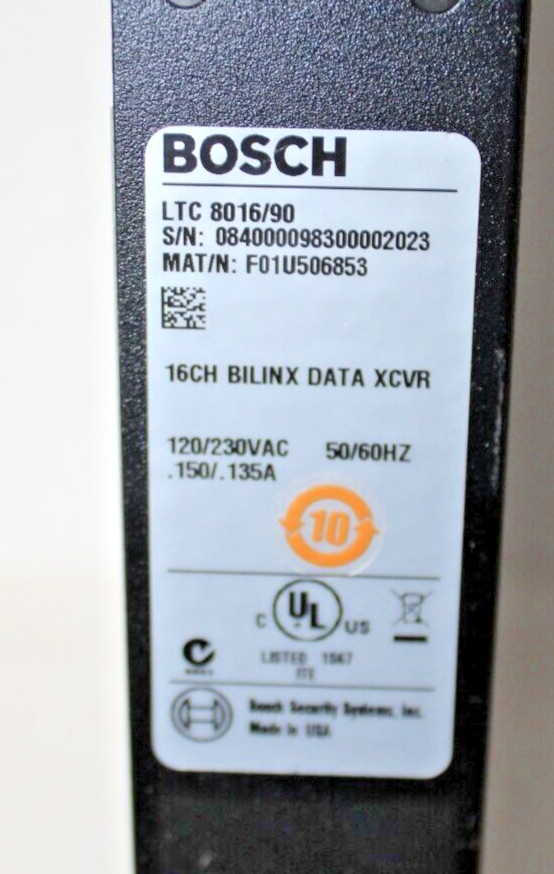 BOSCH
LTC 8016/90
S/N: 084000098300002023
MAT/N: F01U506853
16CH BILINX DATA XCVR
120/230VAC 50/60HZ
.150/.135A
10
C UL US
LISTED 1967
ITE
Bosch Security Systems, Inc.
Made in USA